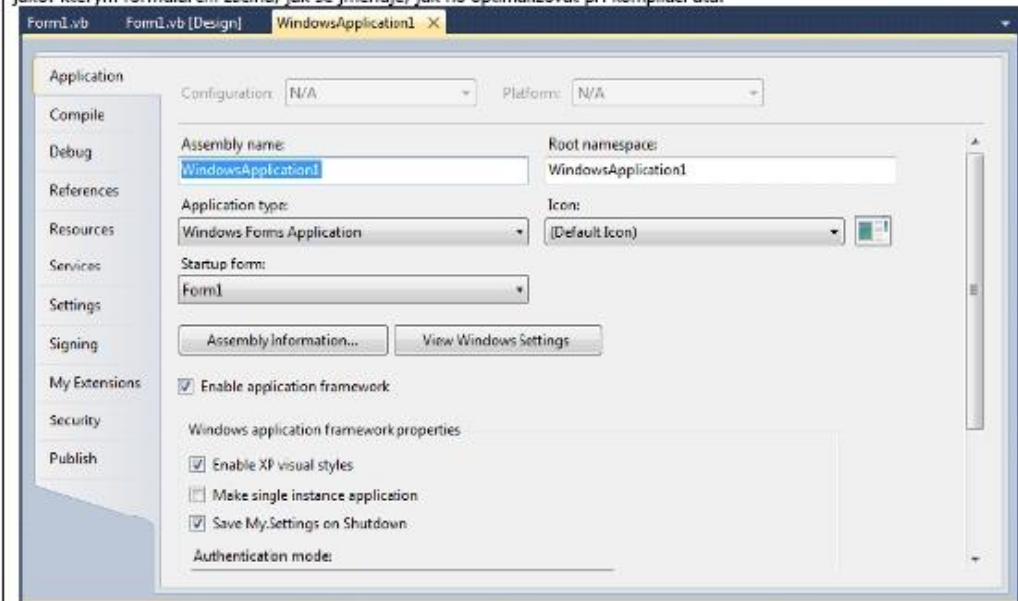 Form1.vb Form1.vb [Design] WindowsApplication1
Application
Compile
Debug
References
Resources
Services
Settings
Signing
My Extensions
Security
Publish
Configuration: N/A Platform: N/A
Assembly name: Root namespace:
WindowsApplication1 WindowsApplication1
Application type: Icon:
Windows Forms Application (Default Icon)
Startup form:
Form1
Assembly Information... View Windows Settings
Enable application framework
Windows application framework properties
Enable XP visual styles
Make single instance application
Save My.Settings on Shutdown
Authentication mode: